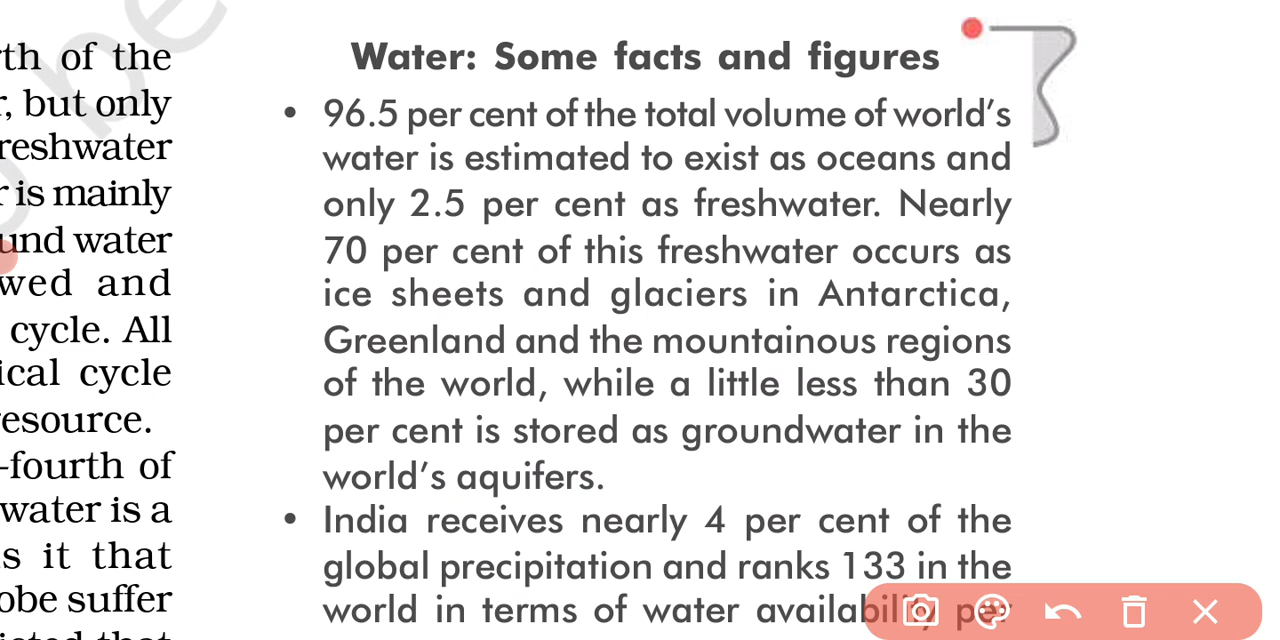 th of the
r, but only
reshwater
r is mainly
und water
wed and
cycle. All
ical cycle
esource.
-fourth of
water is a
s it that
obe suffer
Water: Some facts and figures
• 96.5 per cent of the total volume of world's
water is estimated to exist as oceans and
only 2.5 per cent as freshwater. Nearly
70 per cent of this freshwater occurs as
ice sheets and glaciers in Antarctica,
Greenland and the mountainous regions
of the world, while a little less than 30
per cent is stored as groundwater in the
world's aquifers.
• India receives nearly 4 per cent of the
global precipitation and ranks 133 in the
world in terms of water availability per
be